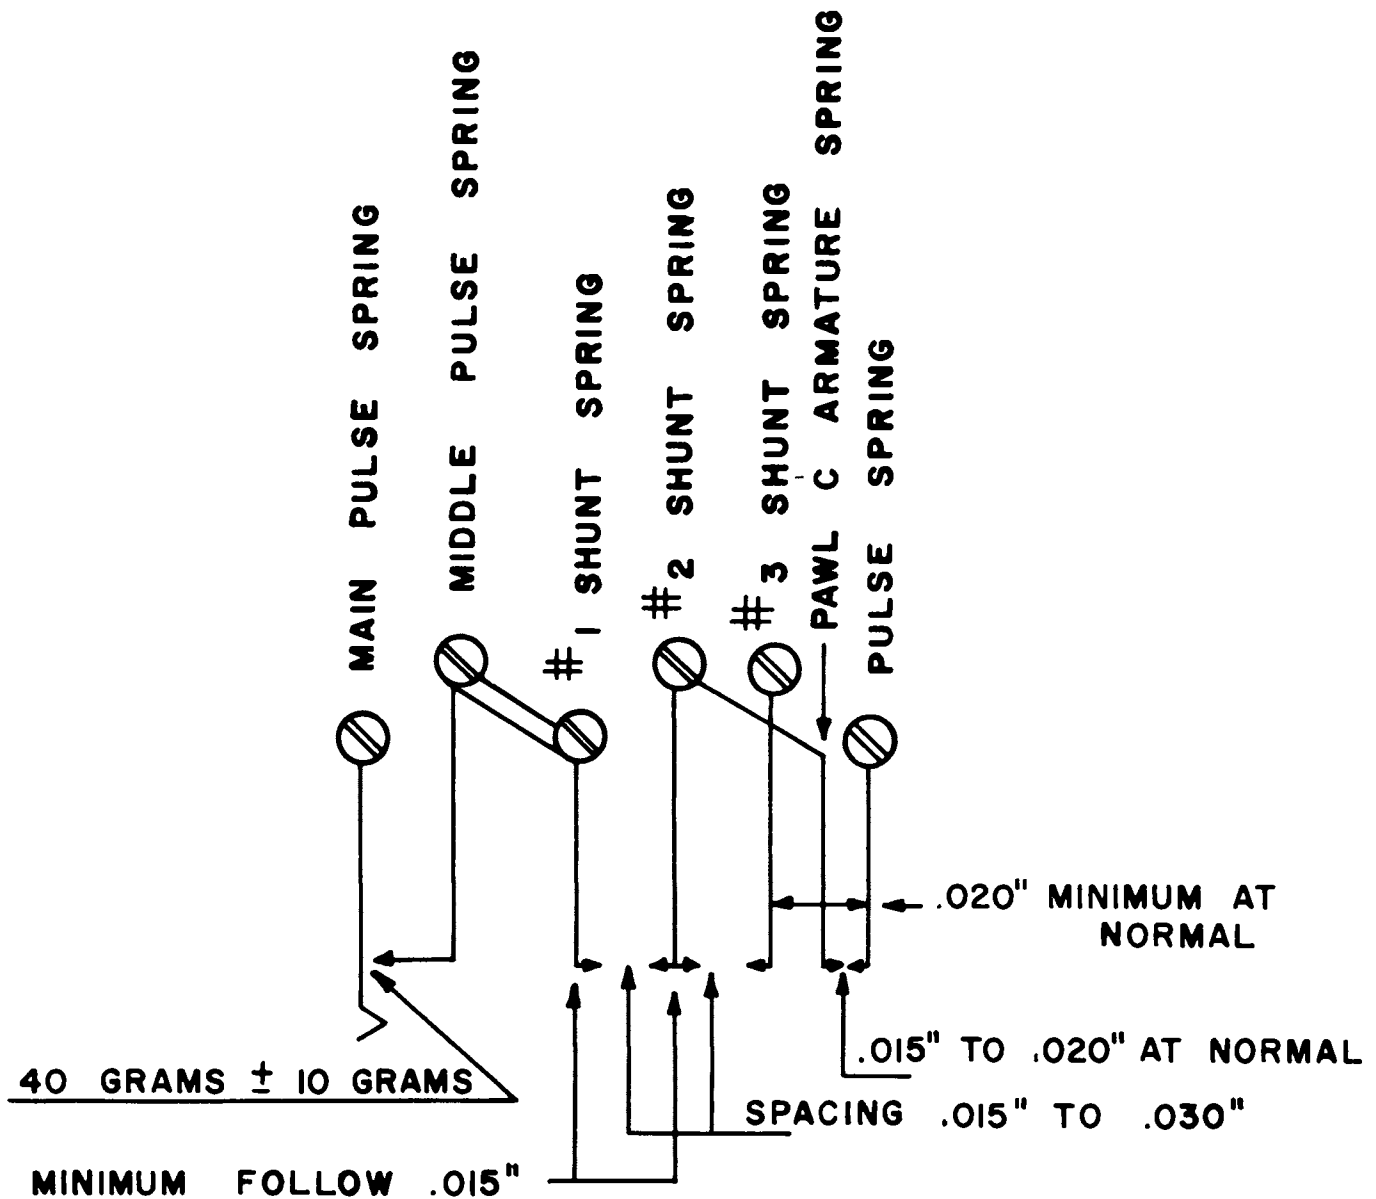 MAIN PULSE SPRING
MIDDLE PULSE SPRING
#1 SHUNT SPRING
#2 SHUNT SPRING
#3 SHUNT SPRING
PAWL C ARMATURE SPRING
PULSE SPRING
.020" MINIMUM AT
NORMAL
.015" TO .020" AT NORMAL
40 GRAMS ± 10 GRAMS
SPACING .015" TO .030"
MINIMUM FOLLOW .015"